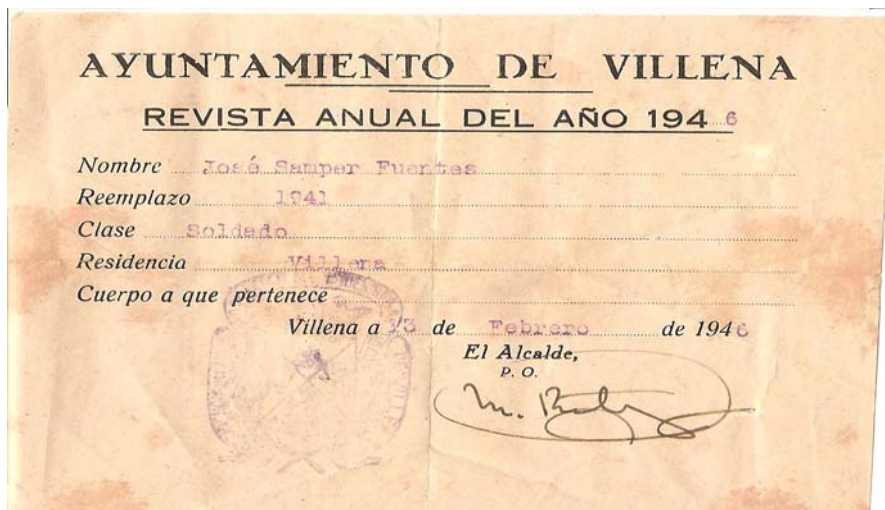 AYUNTAMIENTO DE VILLENA
REVISTA ANUAL DEL AÑO 1946
Nombre José Samper Fuentes
Reemplazo 1941
Clase Soldado
Residencia Villena
Cuerpo a que pertenece
Villena a 13 de Febrero de 1946
El Alcalde,
P. O.